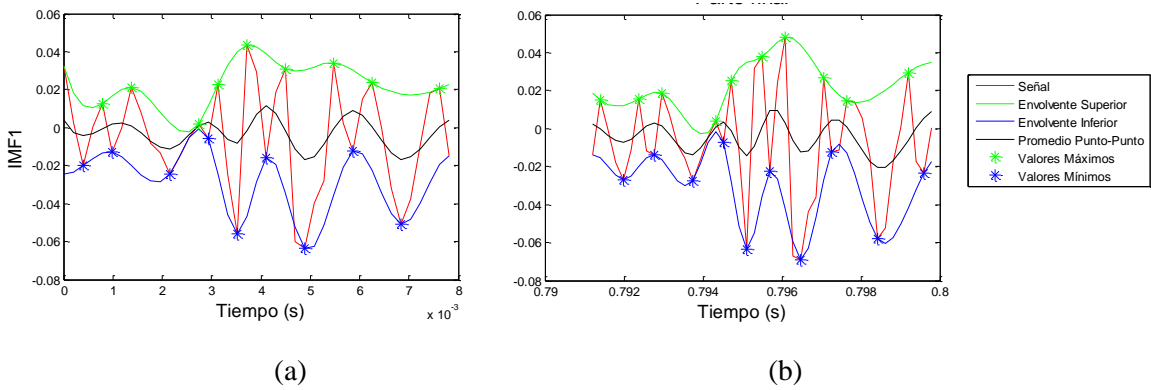 0.06
0.04
0.02
0
-0.02
-0.04
-0.06
-0.08
IMF1
0 1 2 3 4 5 6 7 8
x 10⁻³
Tiempo (s)
(a)
0.06
0.04
0.02
0
-0.02
-0.04
-0.06
-0.08
0.79 0.792 0.794 0.796 0.798 0.8
Tiempo (s)
(b)
Señal
Envolvente Superior
Envolvente Inferior
Promedio Punto-Punto
Valores Máximos
Valores Mínimos